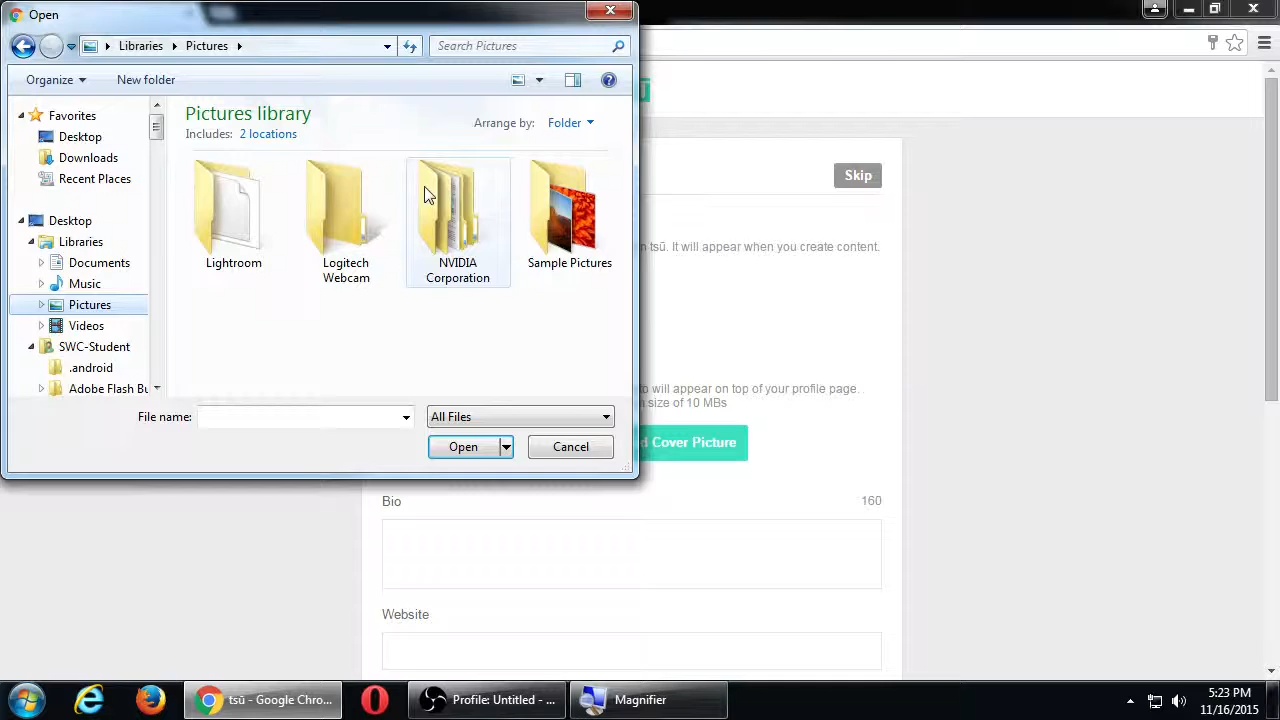 Open
Libraries
Pictures
Search Pictures
Organize
New folder
Favorites
Desktop
Downloads
Recent Places
Desktop
Libraries
Documents
Music
Pictures
Videos
SWC-Student
.android
Adobe Flash Bu
Pictures library
Includes: 2 locations
Arrange by: Folder
Lightroom
Logitech
Webcam
NVIDIA
Corporation
Sample Pictures
File name:
All Files
Open
Cancel
Skip
n tsū. It will appear when you create content.
to will appear on top of your profile page.
size of 10 MBs
d Cover Picture
Bio
160
Website
tsū - Google Chro...
Profile: Untitled - ...
Magnifier
5:23 PM
11/16/2015